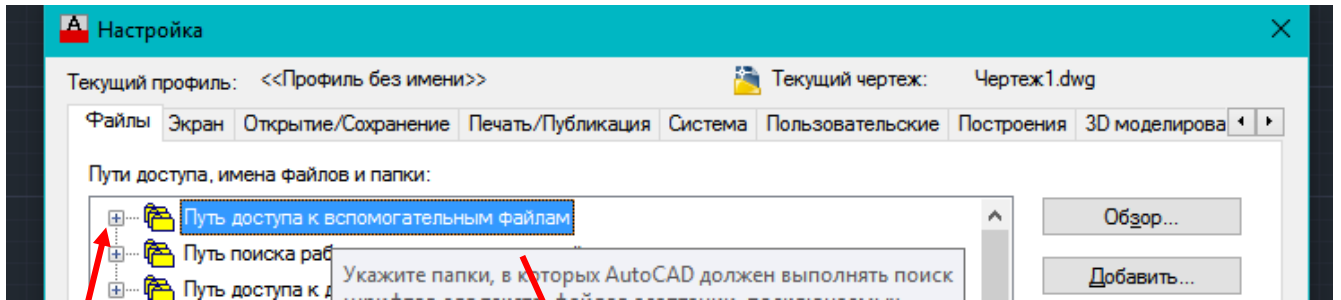 Настройка
Текущий профиль: <<Профиль без имени>> Текущий чертеж: Чертеж1.dwg
Файлы Экран Открытие/Сохранение Печать/Публикация Система Пользовательские Построения 3D моделирова
Пути доступа, имена файлов и папки:
Путь доступа к вспомогательным файлам Обзор...
Путь поиска раб
Укажите папки, в которых AutoCAD должен выполнять поиск Добавить...
Путь доступа к д